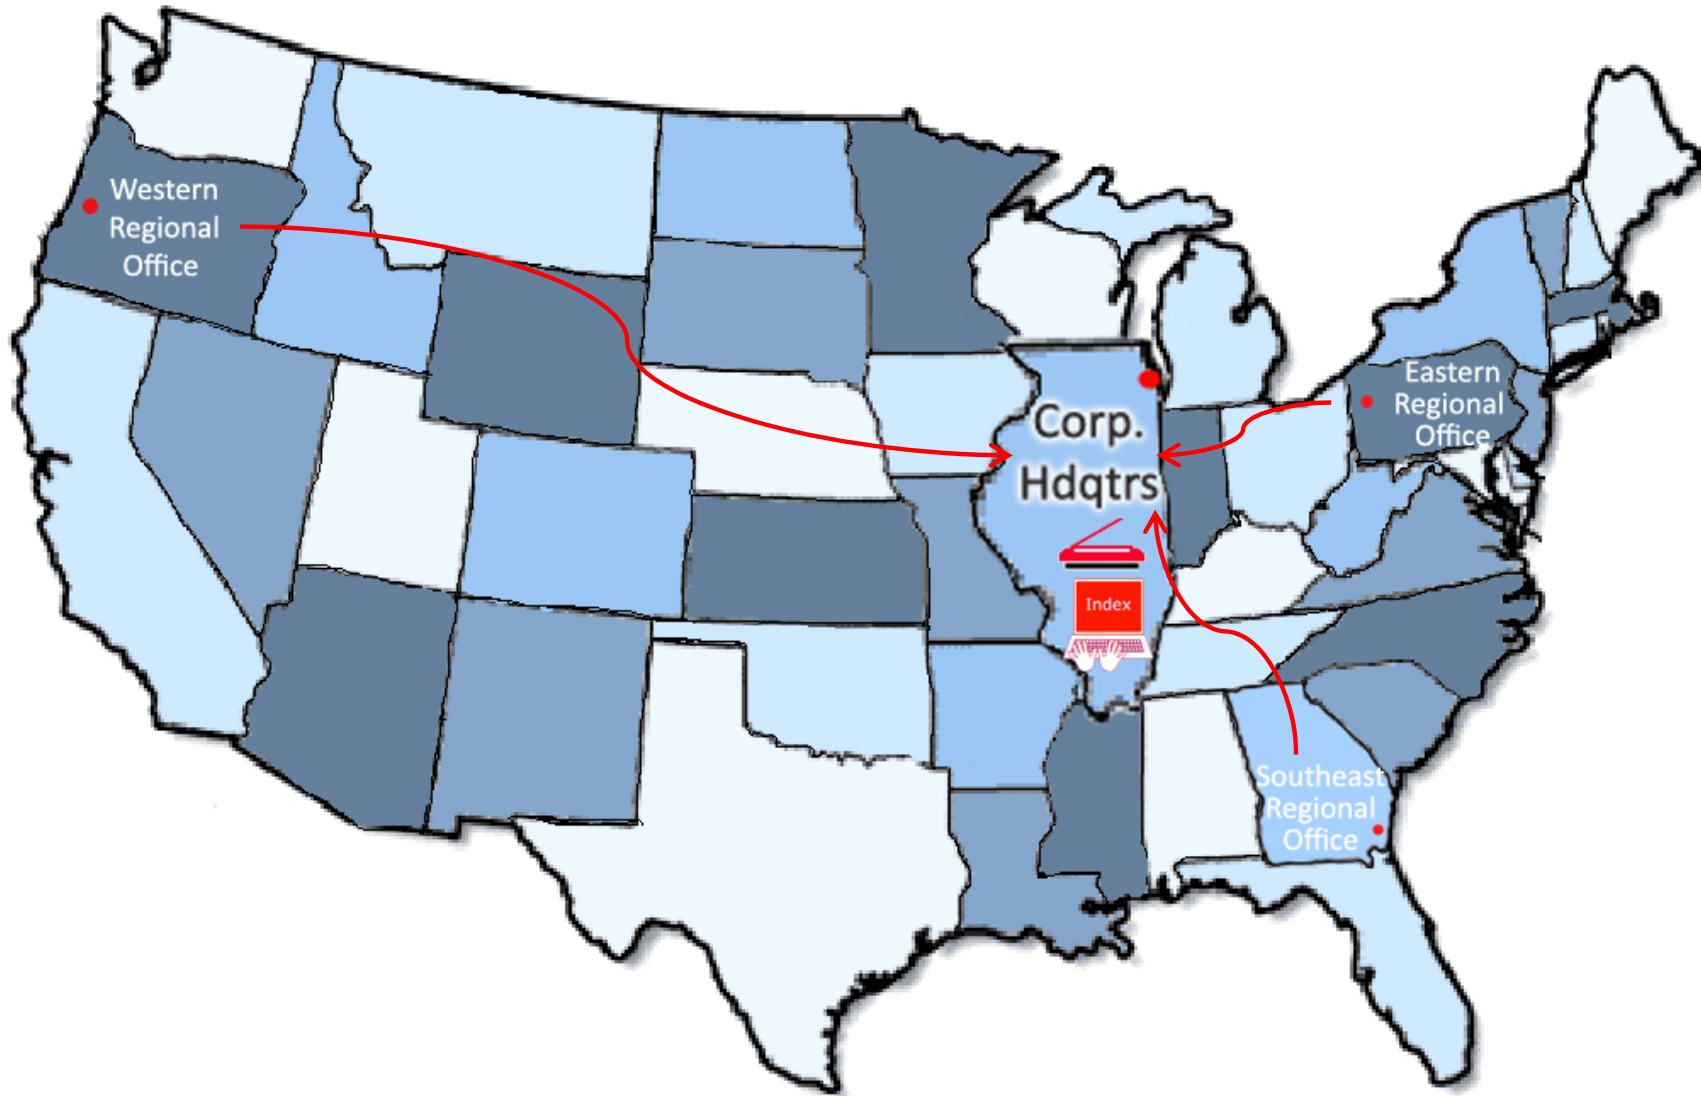 Western
Regional
Office
Eastern
Regional
Office
Corp.
Hdqtrs
Index
Southeast
Regional
Office